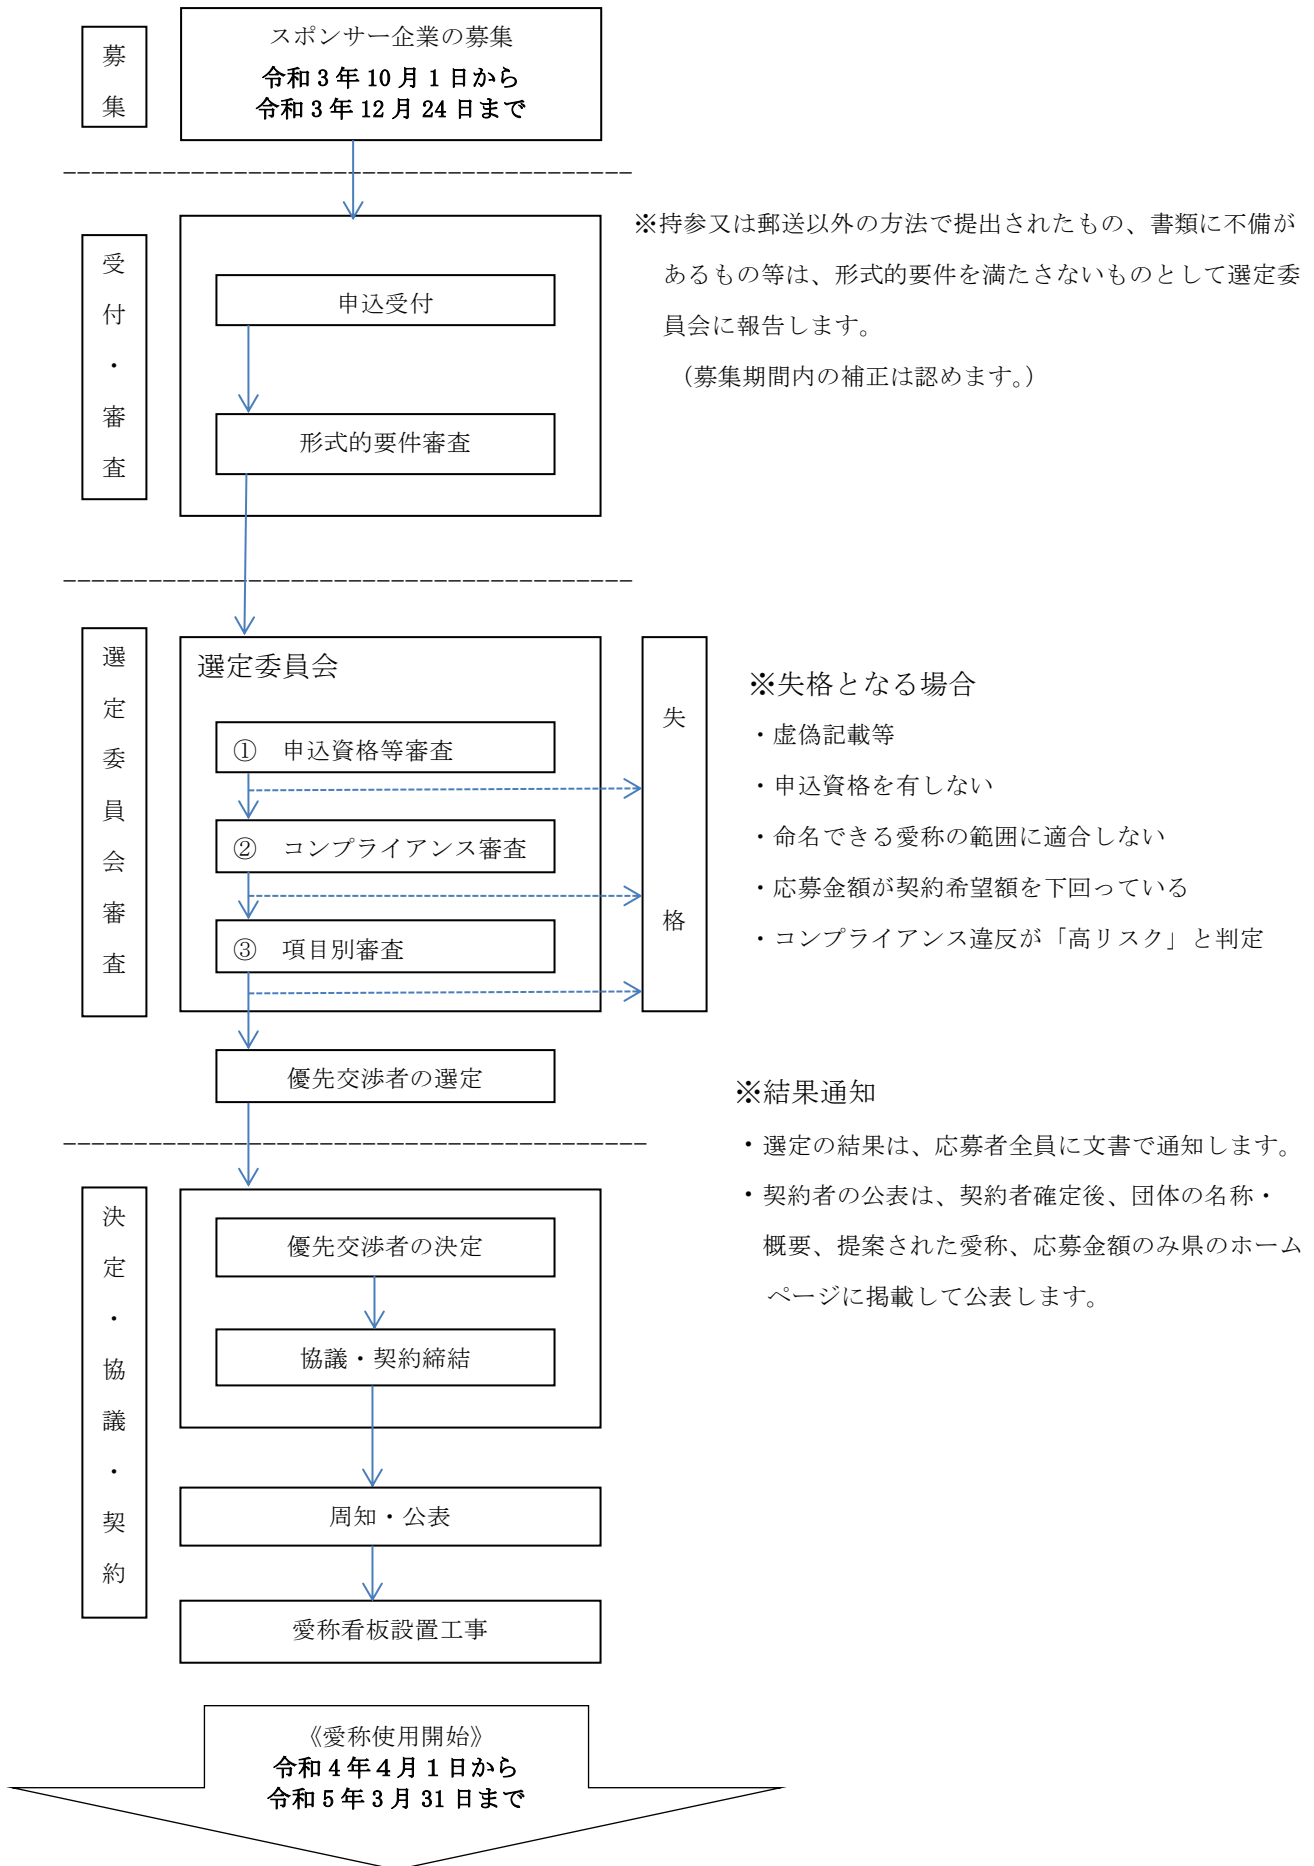 募集
スポンサー企業の募集
令和3年10月1日から
令和3年12月24日まで
受付・審査
申込受付
形式的要件審査
※持参又は郵送以外の方法で提出されたもの、書類に不備が
あるもの等は、形式的要件を満たさないものとして選定委
員会に報告します。
（募集期間内の補正は認めます。）
選定委員会審査
選定委員会
① 申込資格等審査
② コンプライアンス審査
③ 項目別審査
失格
※失格となる場合
・虚偽記載等
・申込資格を有しない
・命名できる愛称の範囲に適合しない
・応募金額が契約希望額を下回っている
・コンプライアンス違反が「高リスク」と判定
優先交渉者の選定
※結果通知
・選定の結果は、応募者全員に文書で通知します。
・契約者の公表は、契約者確定後、団体の名称・
概要、提案された愛称、応募金額のみ県のホーム
ページに掲載して公表します。
決定・協議・契約
優先交渉者の決定
協議・契約締結
周知・公表
愛称看板設置工事
《愛称使用開始》
令和4年4月1日から
令和5年3月31日まで